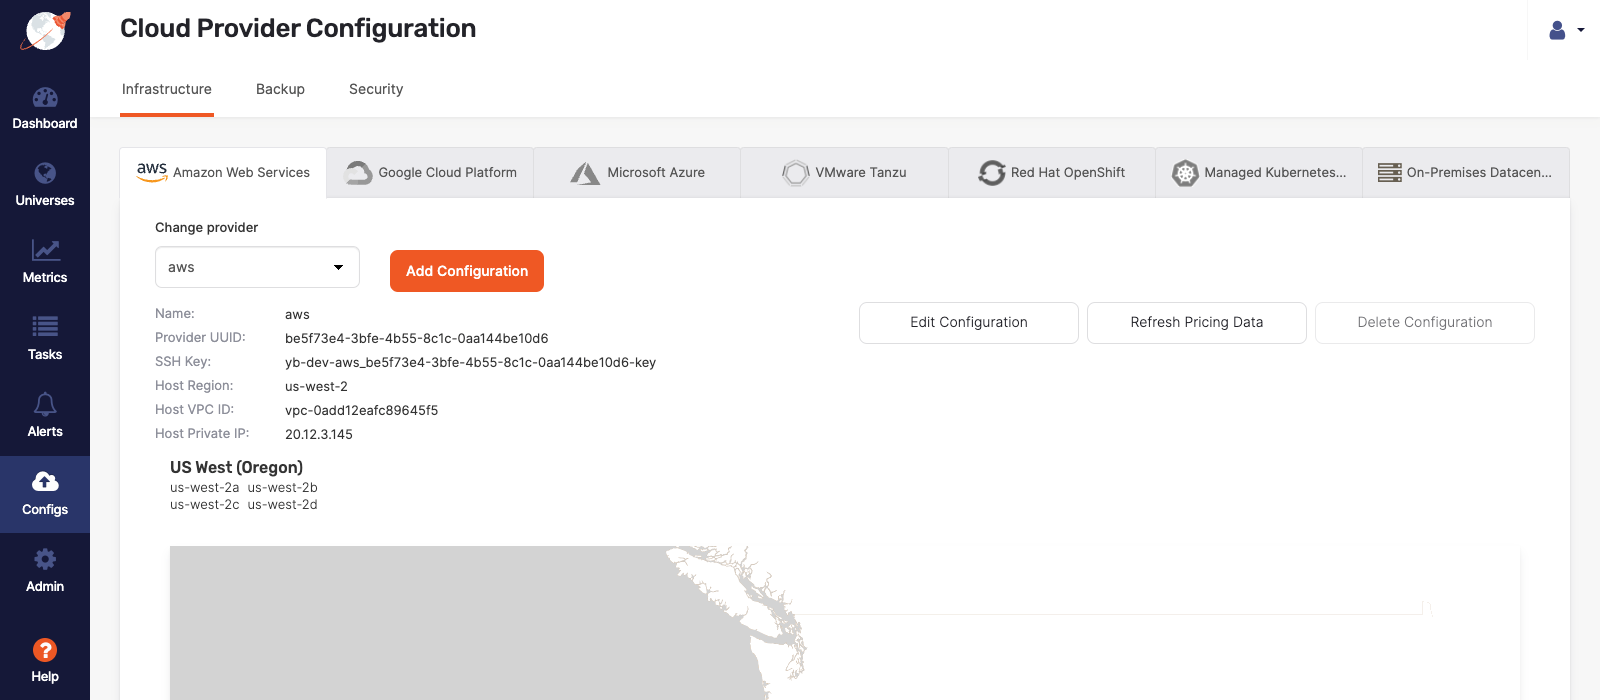 Cloud Provider Configuration
Infrastructure Backup Security
Dashboard
Universes
Metrics
Tasks
Alerts
Configs
Admin
Help
aws Amazon Web Services Google Cloud Platform Microsoft Azure VMware Tanzu Red Hat OpenShift Managed Kubernetes... On-Premises Datacen...
Change provider
aws
Add Configuration
Edit Configuration Refresh Pricing Data Delete Configuration
Name: aws
Provider UUID: be5f73e4-3bfe-4b55-8c1c-0aa144be10d6
SSH Key: yb-dev-aws_be5f73e4-3bfe-4b55-8c1c-0aa144be10d6-key
Host Region: us-west-2
Host VPC ID: vpc-0add12eafc89645f5
Host Private IP: 20.12.3.145
US West (Oregon)
us-west-2a us-west-2b
us-west-2c us-west-2d